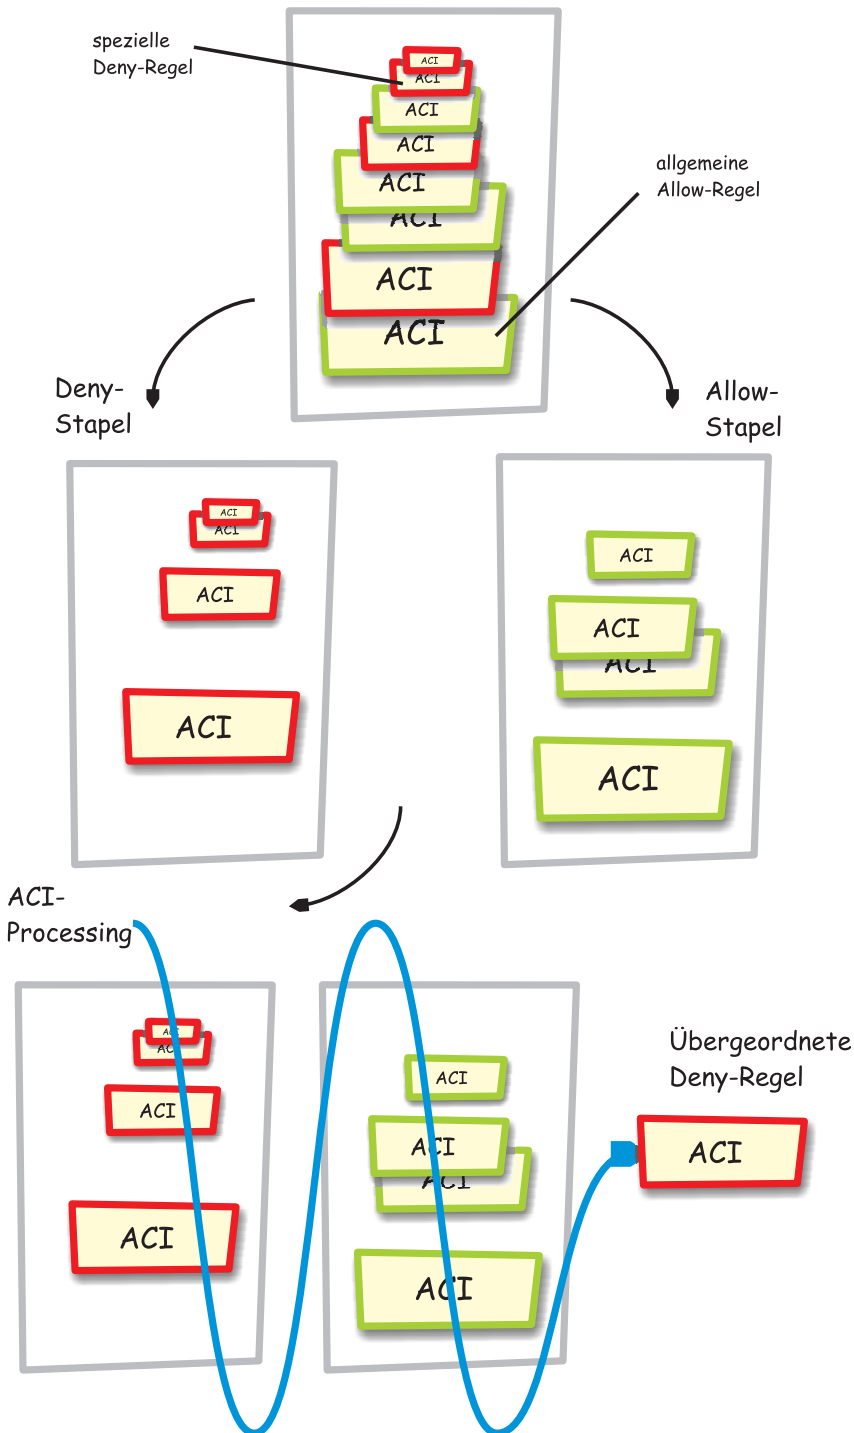 spezielle
Deny-Regel
ACI
ACI
ACI
ACI
ACI
ACI
ACI
ACI
allgemeine
Allow-Regel
Deny-
Stapel
Allow-
Stapel
ACI
ACI
ACI
ACI
ACI
ACI
ACI
ACI
ACI-
Processing
ACI
ACI
ACI
ACI
ACI
ACI
ACI
ACI
Übergeordnete
Deny-Regel
ACI